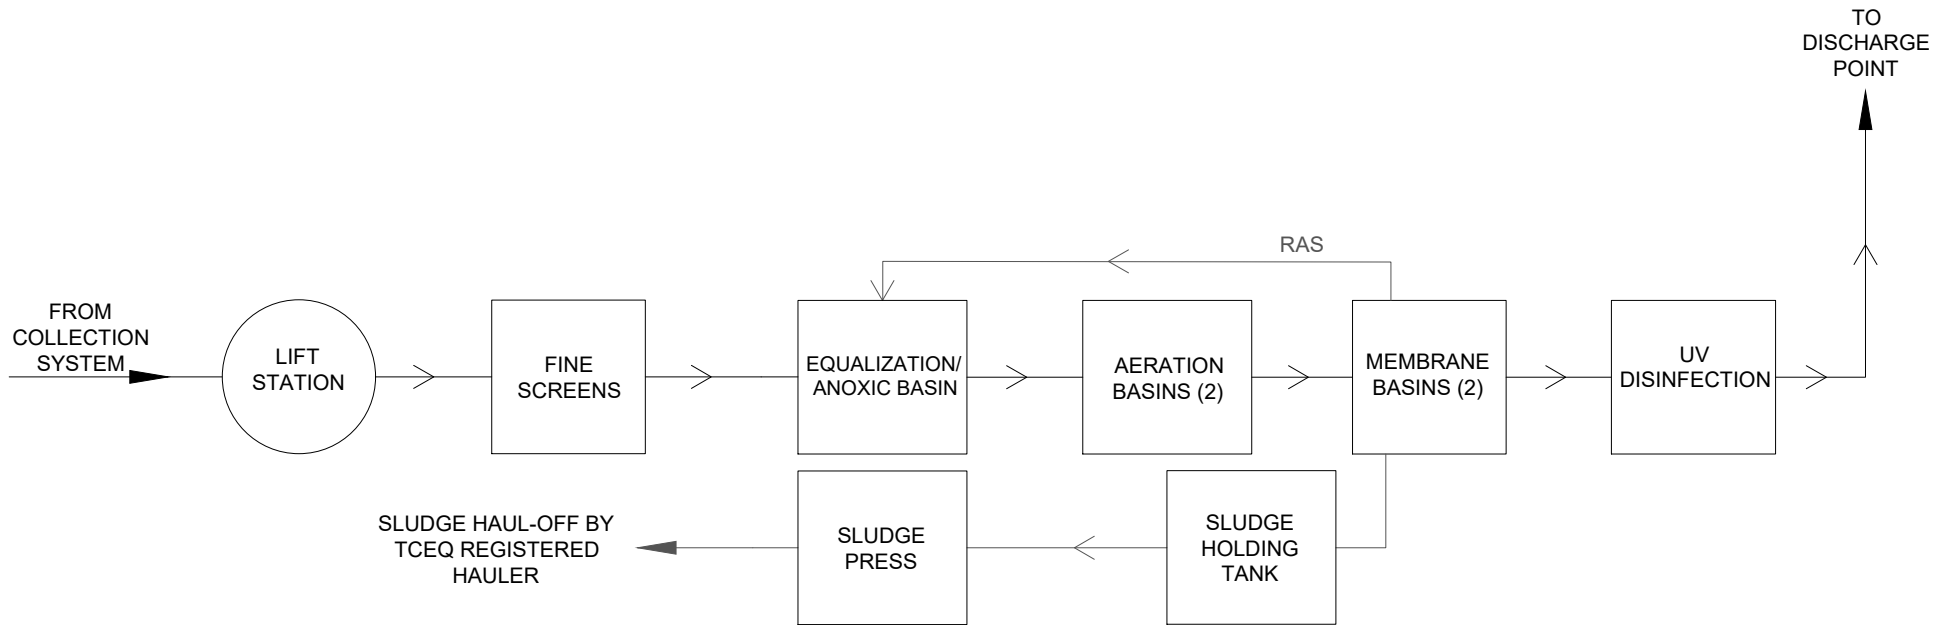 TO
DISCHARGE
POINT
RAS
FROM
COLLECTION
SYSTEM
LIFT
STATION
FINE
SCREENS
EQUALIZATION/
ANOXIC BASIN
AERATION
BASINS (2)
MEMBRANE
BASINS (2)
UV
DISINFECTION
SLUDGE HAUL-OFF BY
TCEQ REGISTERED
HAULER
SLUDGE
PRESS
SLUDGE
HOLDING
TANK